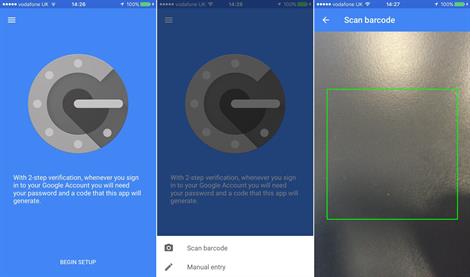 vodafone UK 14:26 100%
With 2-step verification, whenever you sign
in to your Google Account you will need
your password and a code that this app will
generate.
BEGIN SETUP
vodafone UK 14:26 100%
With 2-step verification, whenever you sign
in to your Google Account you will need
your password and a code that this app will
generate.
Scan barcode
Manual entry
vodafone UK 14:27 100%
Scan barcode